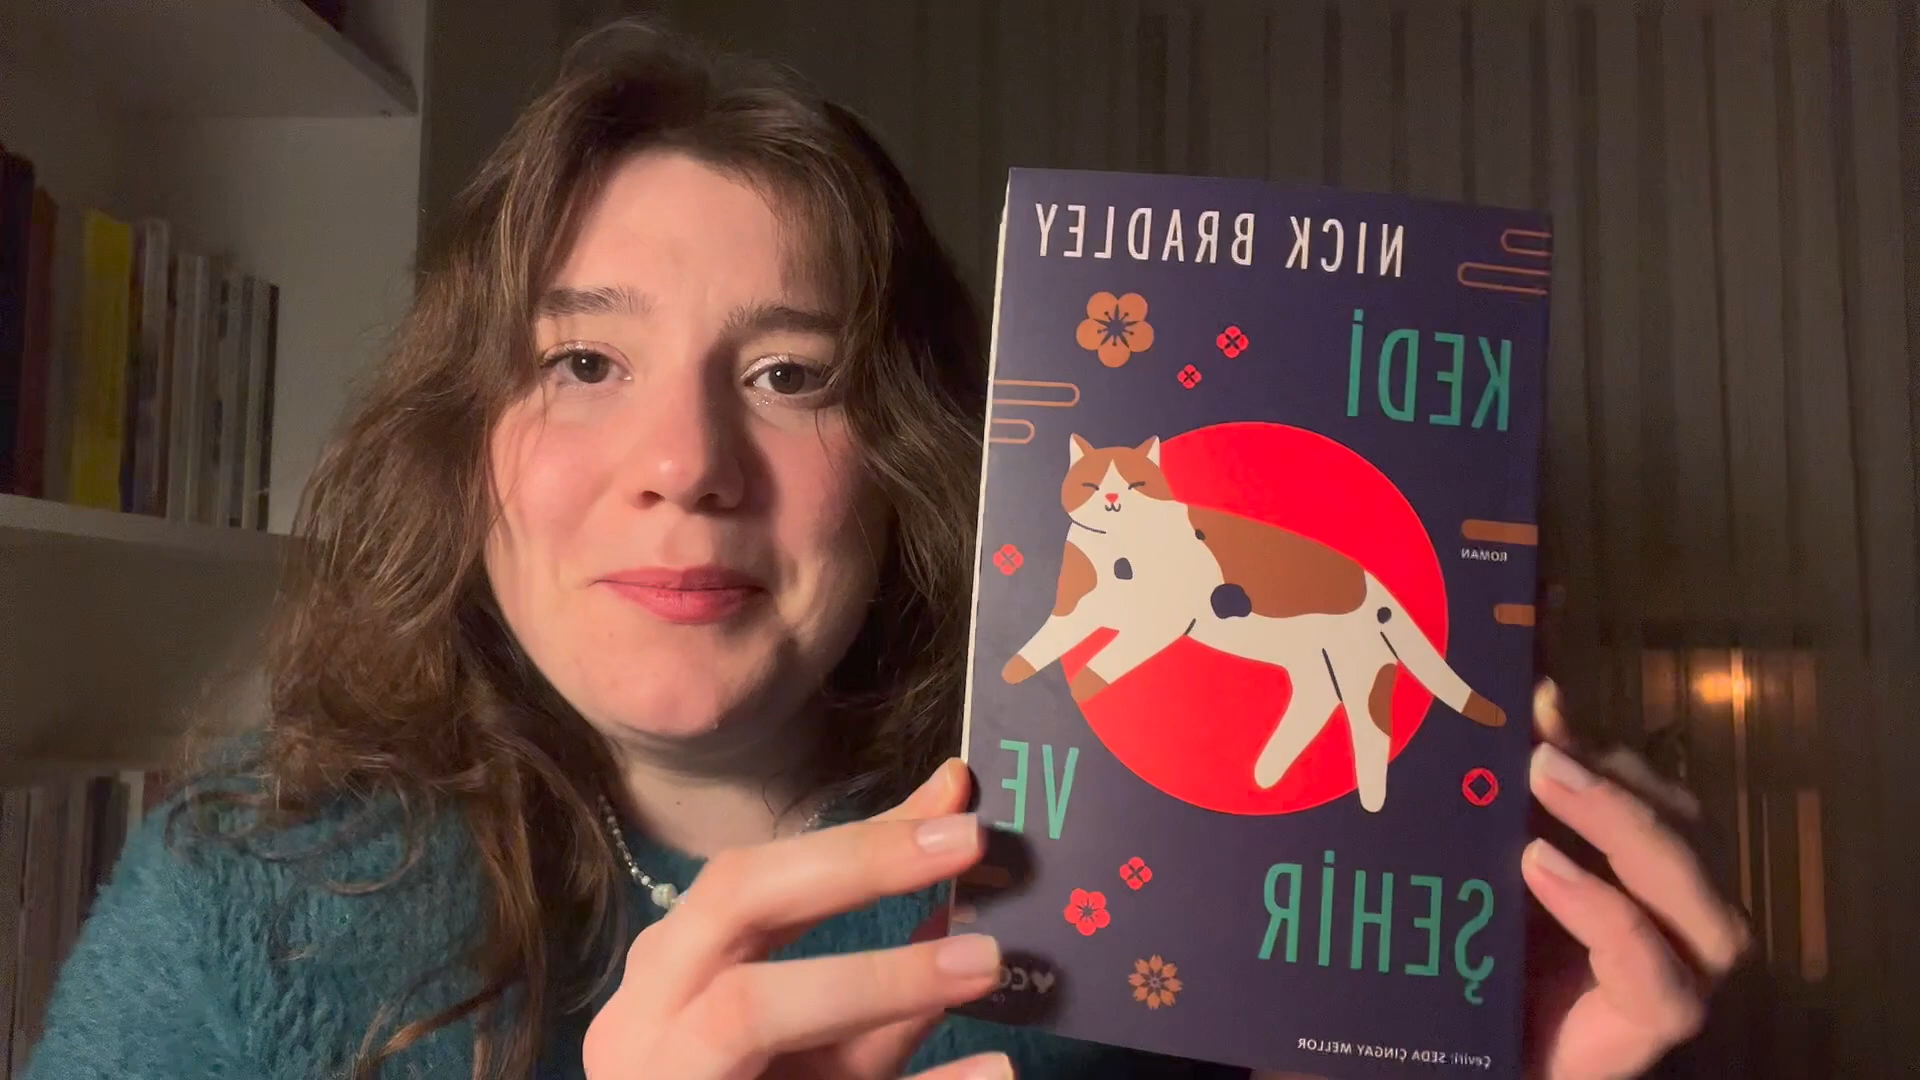 NICK BRADLEY
KEDİ
ROMAN
VE
ŞEHİR
Çeviri: SEDA ÇINGAY MELLOR